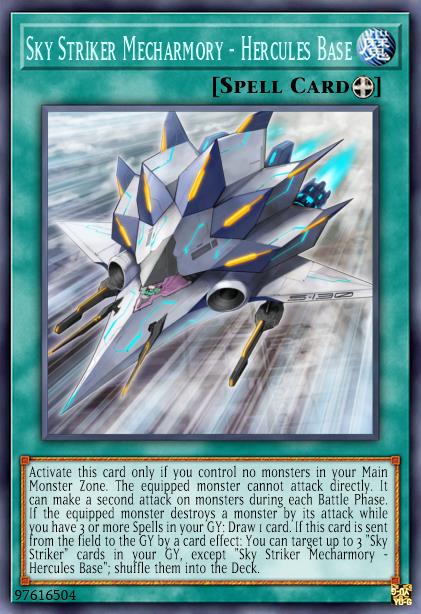 Sky Striker Mecharmory - Hercules Base 魔
[Spell Card]
S-130
Activate this card only if you control no monsters in your Main
Monster Zone. The equipped monster cannot attack directly. It
can make a second attack on monsters during each Battle Phase.
If the equipped monster destroys a monster by its attack while
you have 3 or more Spells in your GY: Draw 1 card. If this card is sent
from the field to the GY by a card effect: You can target up to 3 "Sky
Striker" cards in your GY, except "Sky Striker Mecharmory -
Hercules Base"; shuffle them into the Deck.
97616504